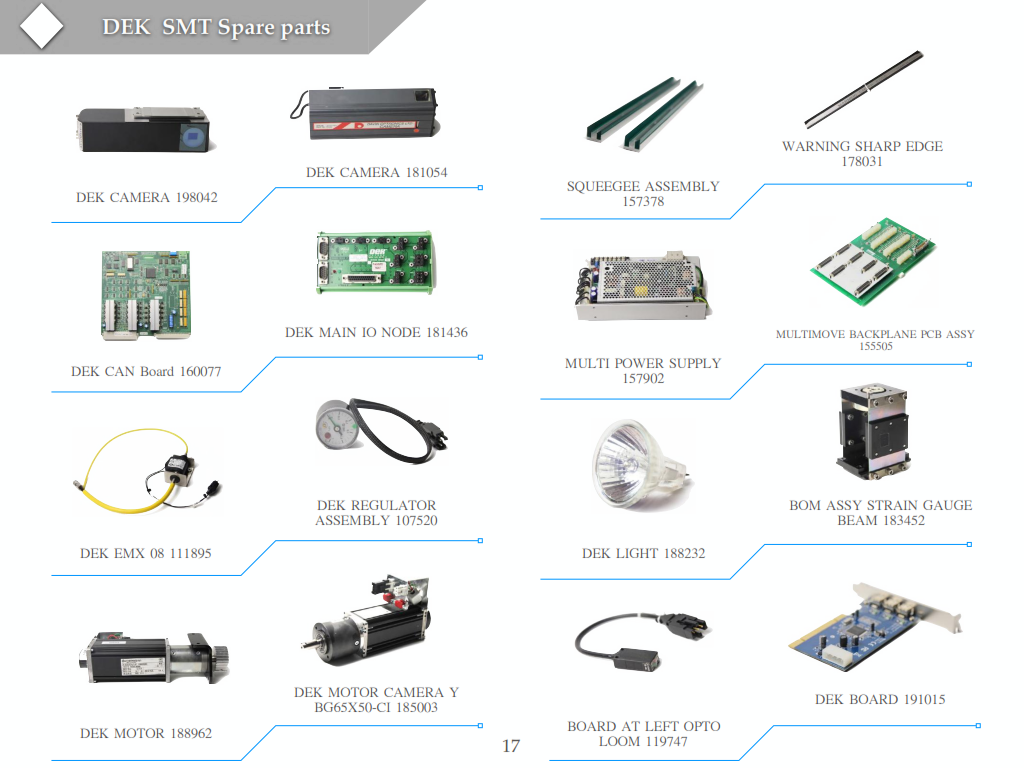 DEK SMT Spare parts
DEK CAMERA 198042
DEK CAMERA 181054
DEK CAN Board 160077
DEK MAIN IO NODE 181436
DEK EMX 08 111895
DEK REGULATOR
ASSEMBLY 107520
DEK MOTOR 188962
DEK MOTOR CAMERA Y
BG65X50-CI 185003
SQUEEGEE ASSEMBLY
157378
WARNING SHARP EDGE
178031
MULTI POWER SUPPLY
157902
MULTIMOVE BACKPLANE PCB ASSY
155505
DEK LIGHT 188232
BOM ASSY STRAIN GAUGE
BEAM 183452
BOARD AT LEFT OPTO
LOOM 119747
DEK BOARD 191015
17
DEK